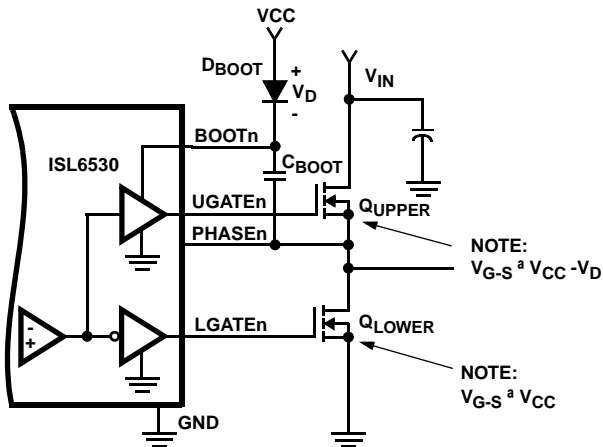 VCC
DBOOT
+
VD
-
VIN
BOOTn
ISL6530
CBOOT
UGATEn
QUPPER
PHASEn
NOTE:
VG-S ª VCC -VD
-
+
LGATEn
QLOWER
NOTE:
VG-S ª VCC
GND